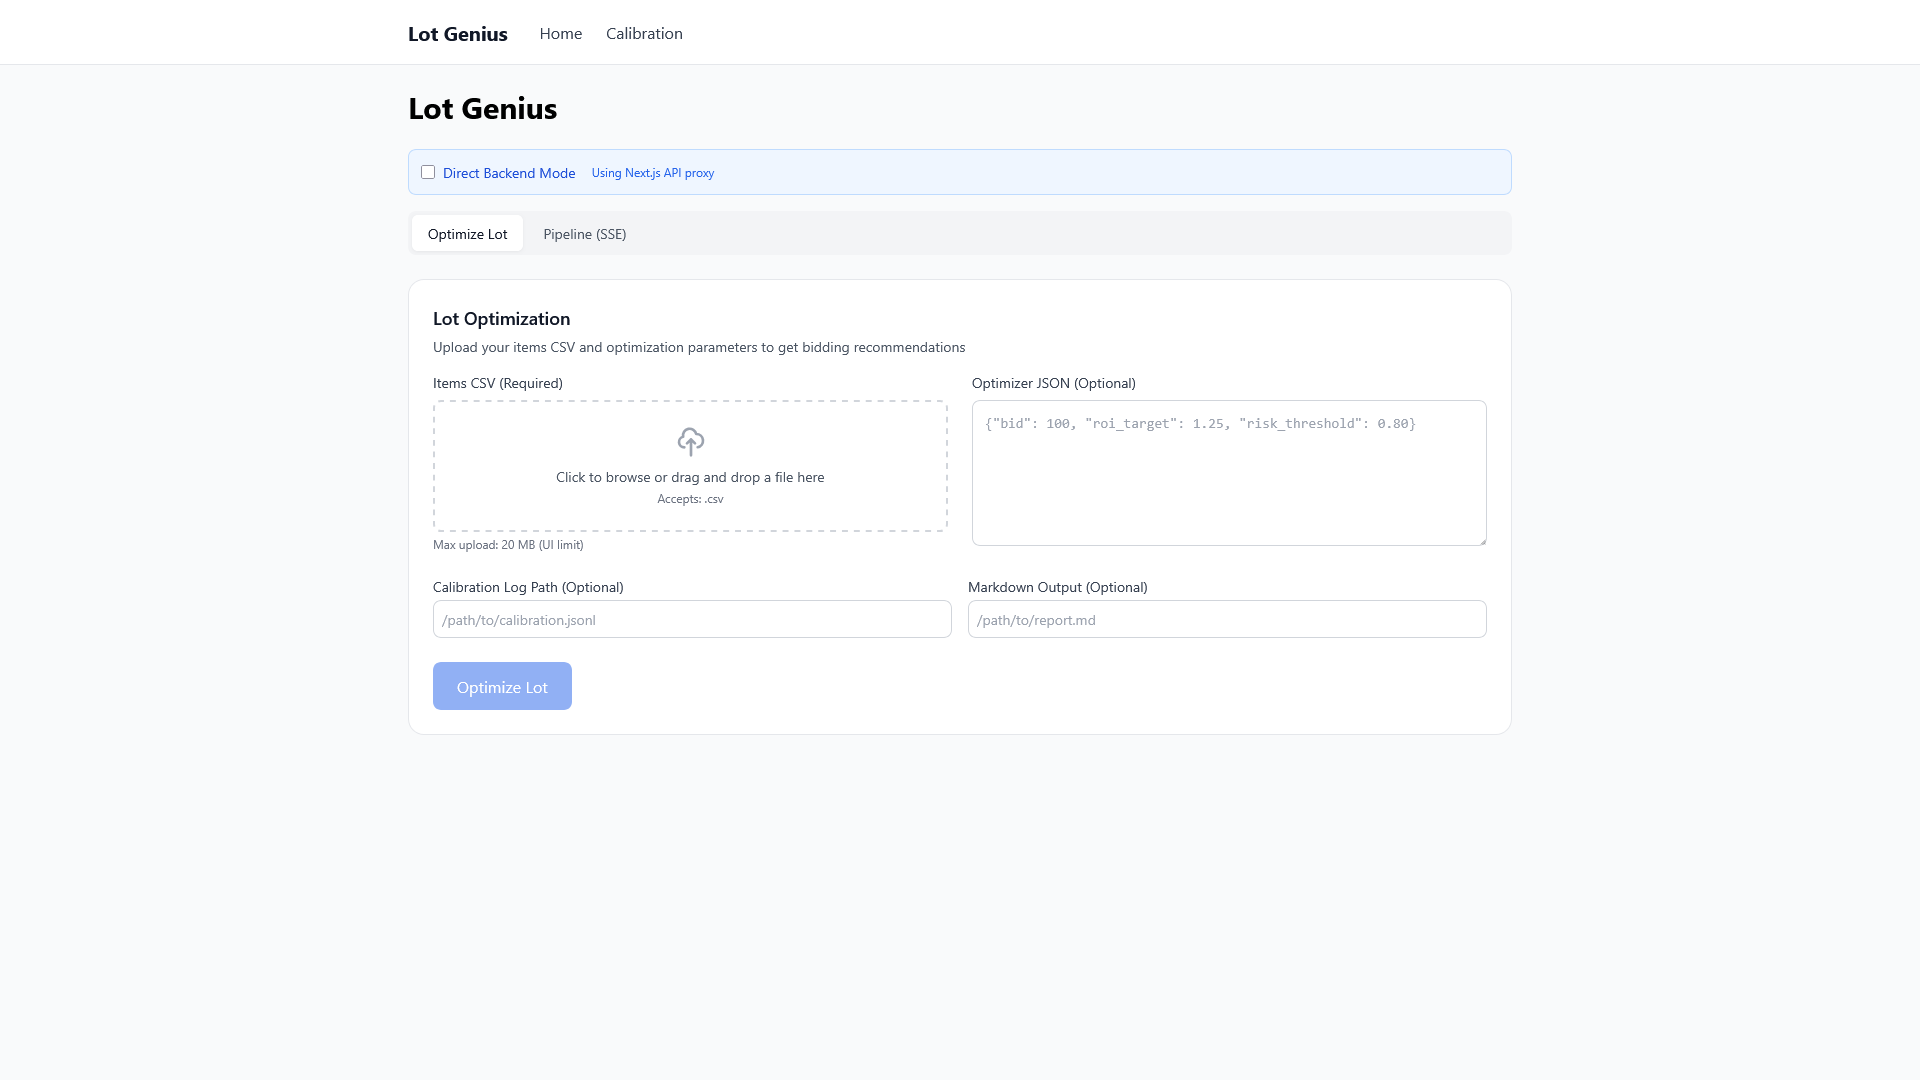 Lot Genius Home Calibration
Lot Genius
Direct Backend Mode Using Next.js API proxy
Optimize Lot Pipeline (SSE)
Lot Optimization
Upload your items CSV and optimization parameters to get bidding recommendations
Items CSV (Required)
Click to browse or drag and drop a file here
Accepts: .csv
Max upload: 20 MB (UI limit)
Optimizer JSON (Optional)
{"bid": 100, "roi_target": 1.25, "risk_threshold": 0.80}
Calibration Log Path (Optional)
/path/to/calibration.jsonl
Markdown Output (Optional)
/path/to/report.md
Optimize Lot